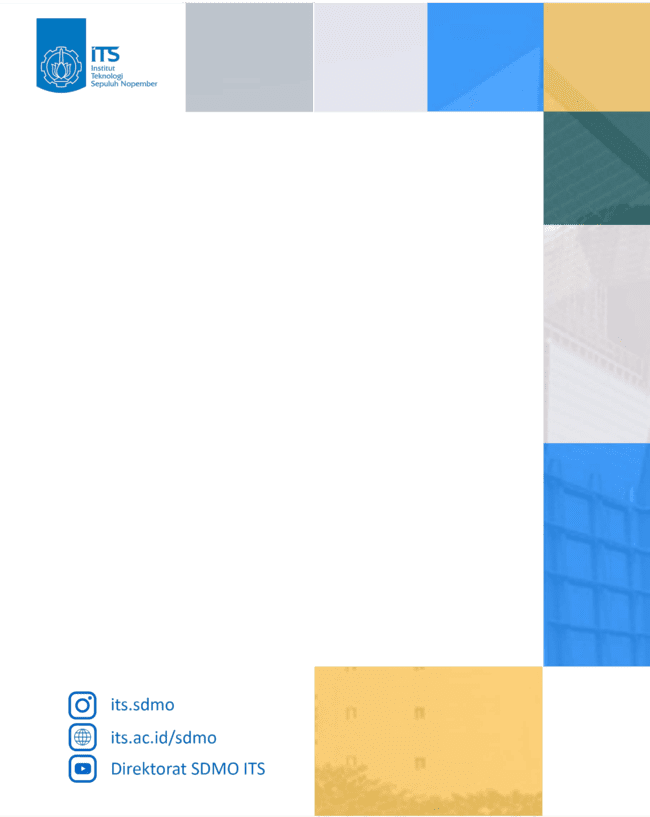 iTS
Institut
Teknologi
Sepuluh Nopember
its.sdmo
its.ac.id/sdmo
Direktorat SDMO ITS